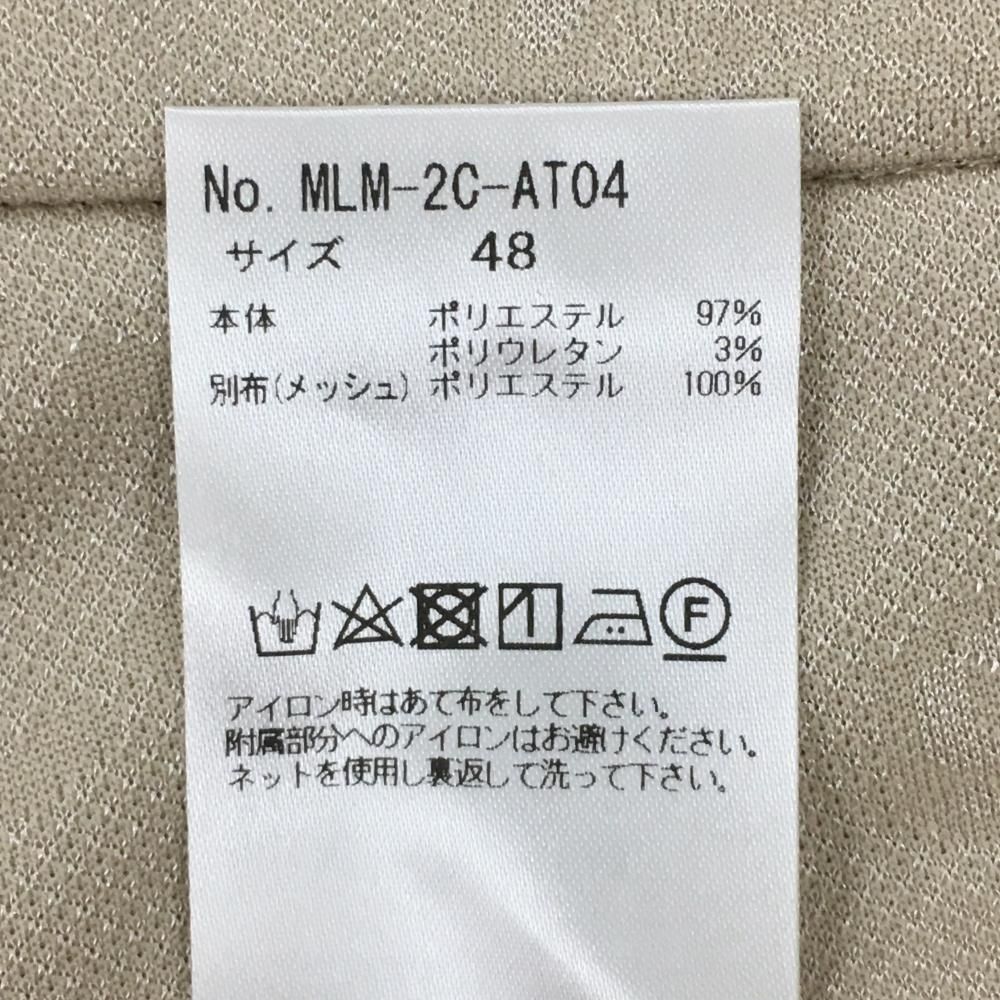 No. MLM-2C-AT04
サイズ 48
本体 ポリエステル 97%
ポリウレタン 3%
別布(メッシュ) ポリエステル 100%
F
アイロン時はあて布をして下さい。
附属部分へのアイロンはお避けください。
ネットを使用し裏返して洗って下さい。